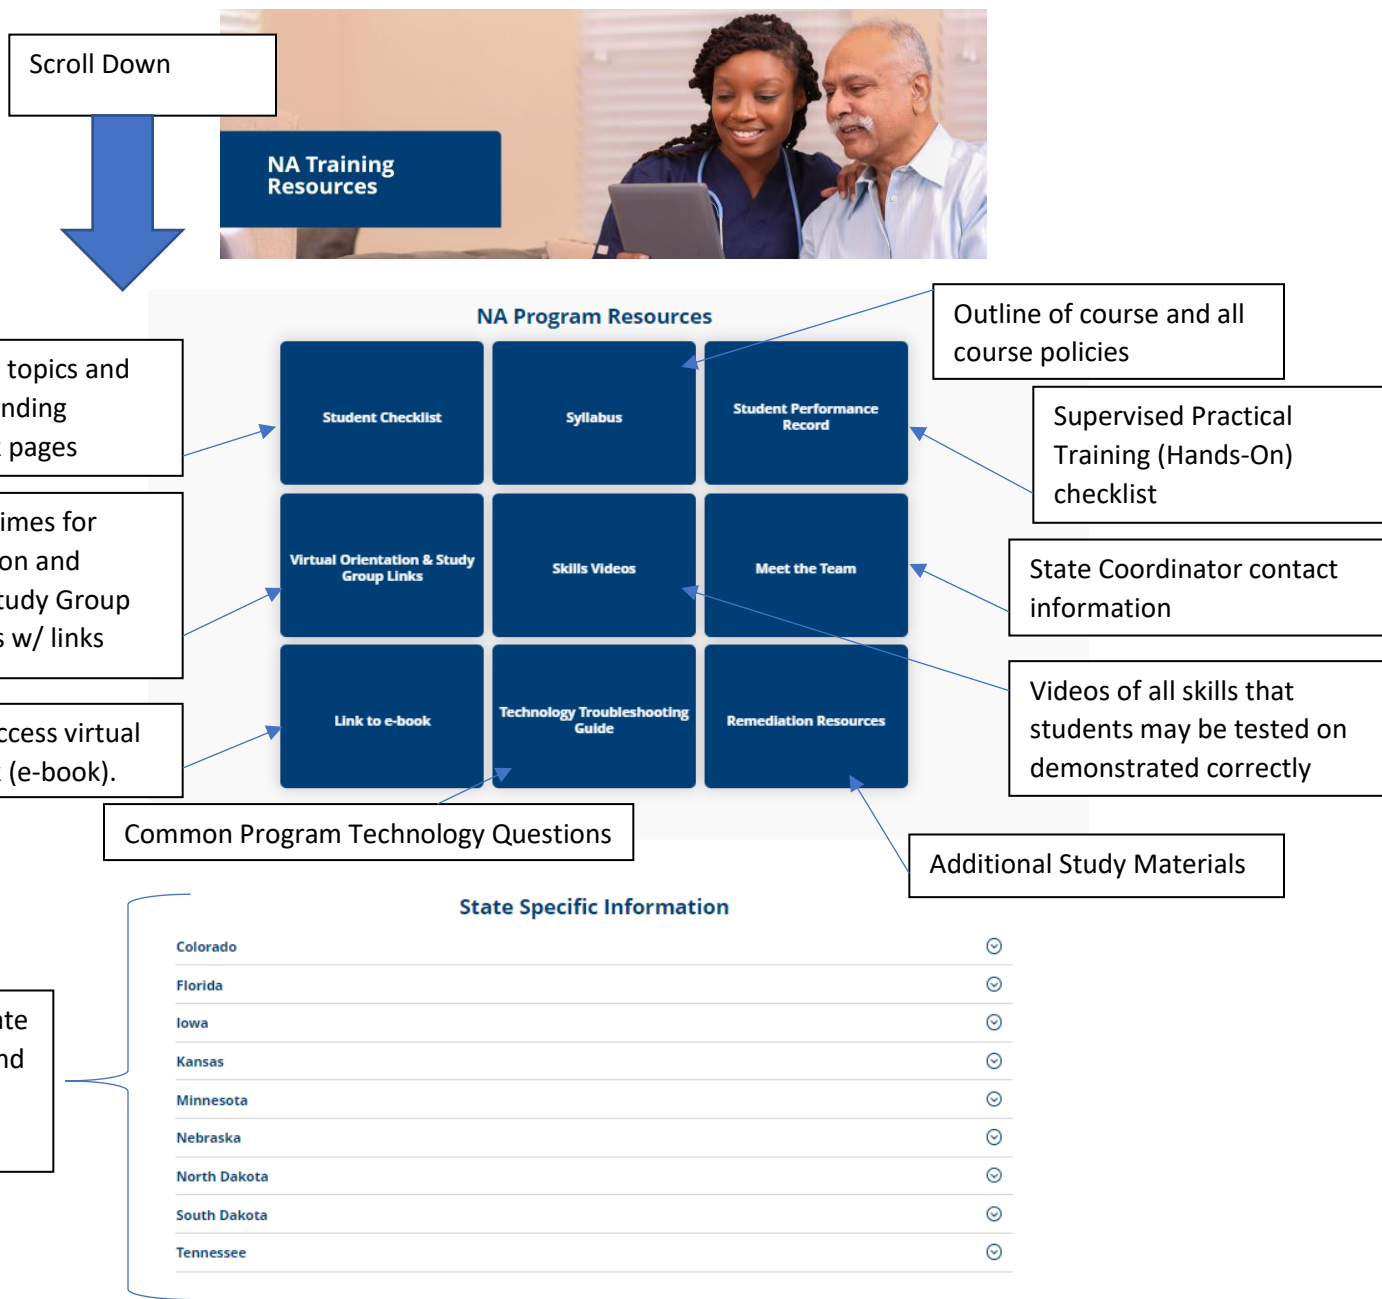 Scroll Down
NA Training
Resources
NA Program Resources
Outline of course and all
course policies
topics and
nding
pages
Student Checklist
Syllabus
Student Performance
Record
Supervised Practical
Training (Hands-On)
checklist
imes for
on and
tudy Group
s w/ links
Virtual Orientation & Study
Group Links
Skills Videos
Meet the Team
State Coordinator contact
information
Videos of all skills that
students may be tested on
demonstrated correctly
ccess virtual
(e-book).
Link to e-book
Technology Troubleshooting
Guide
Remediation Resources
Common Program Technology Questions
Additional Study Materials
State Specific Information
Colorado
Florida
Iowa
Kansas
Minnesota
Nebraska
North Dakota
South Dakota
Tennessee
ate
nd